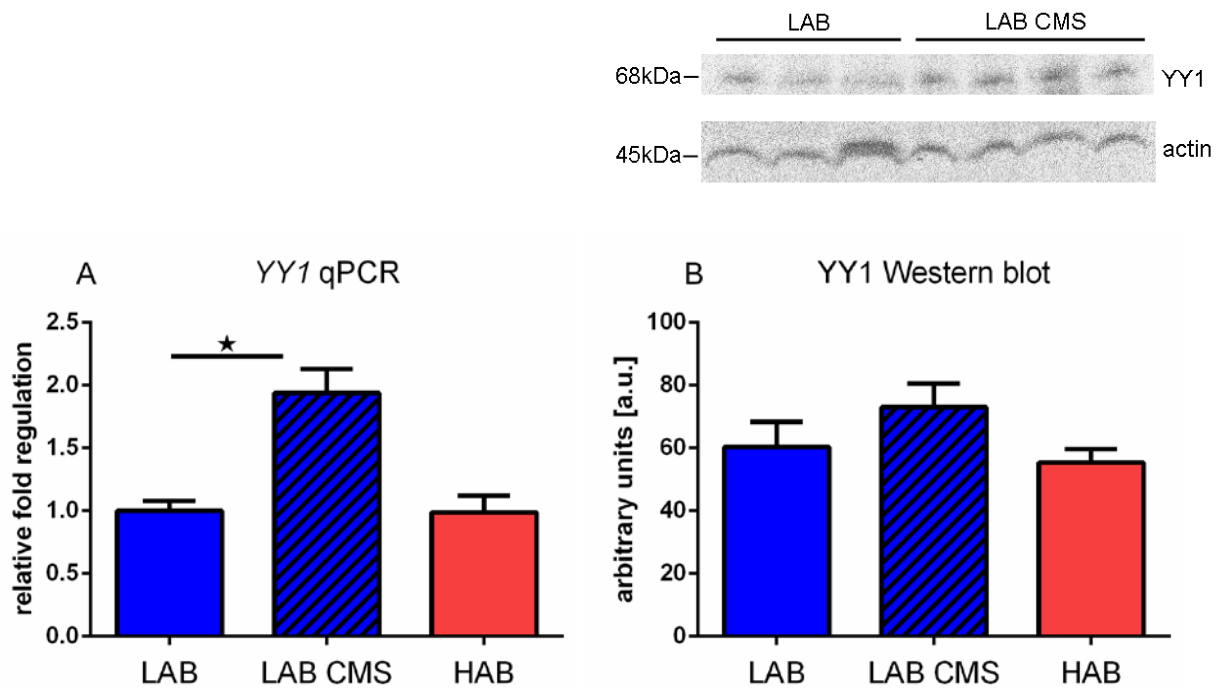 LAB LAB CMS
68kDa YY1
45kDa actin
A YY1 qPCR
relative fold regulation
2.5
2.0
1.5
1.0
0.5
0.0
LAB LAB CMS HAB
B YY1 Western blot
arbitrary units [a.u.]
100
80
60
40
20
0
LAB LAB CMS HAB